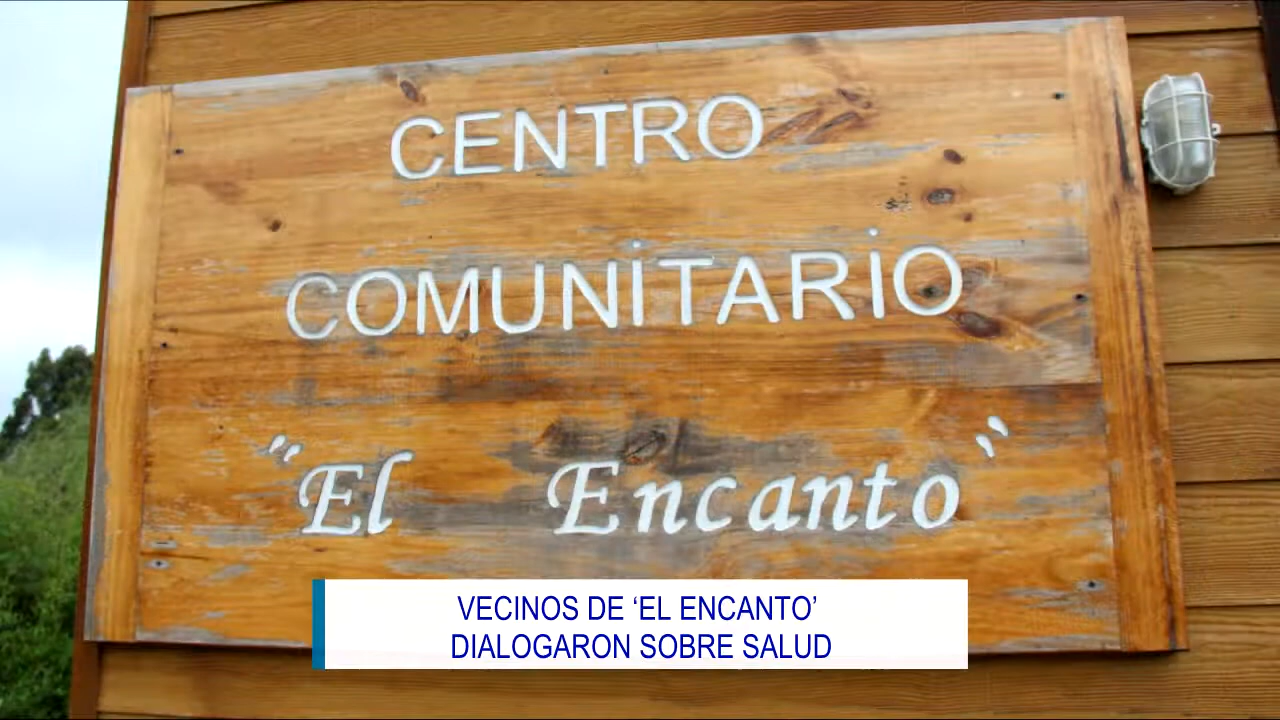 CENTRO
COMUNITARIO
"El Encanto"
VECINOS DE ‘EL ENCANTO’
DIALOGARON SOBRE SALUD